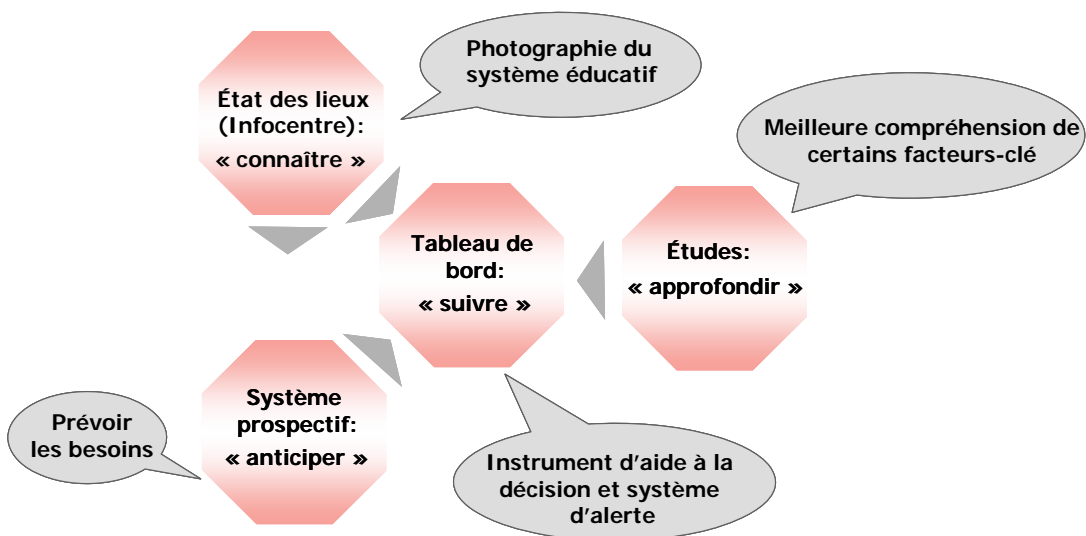 Photographie du
système éducatif
État des lieux
(Infocentre):
« connaître »
Meilleure compréhension de
certains facteurs-clé
Tableau de
bord:
« suivre »
Études:
« approfondir »
Système
prospectif:
« anticiper »
Prévoir
les besoins
Instrument d'aide à la
décision et système
d'alerte